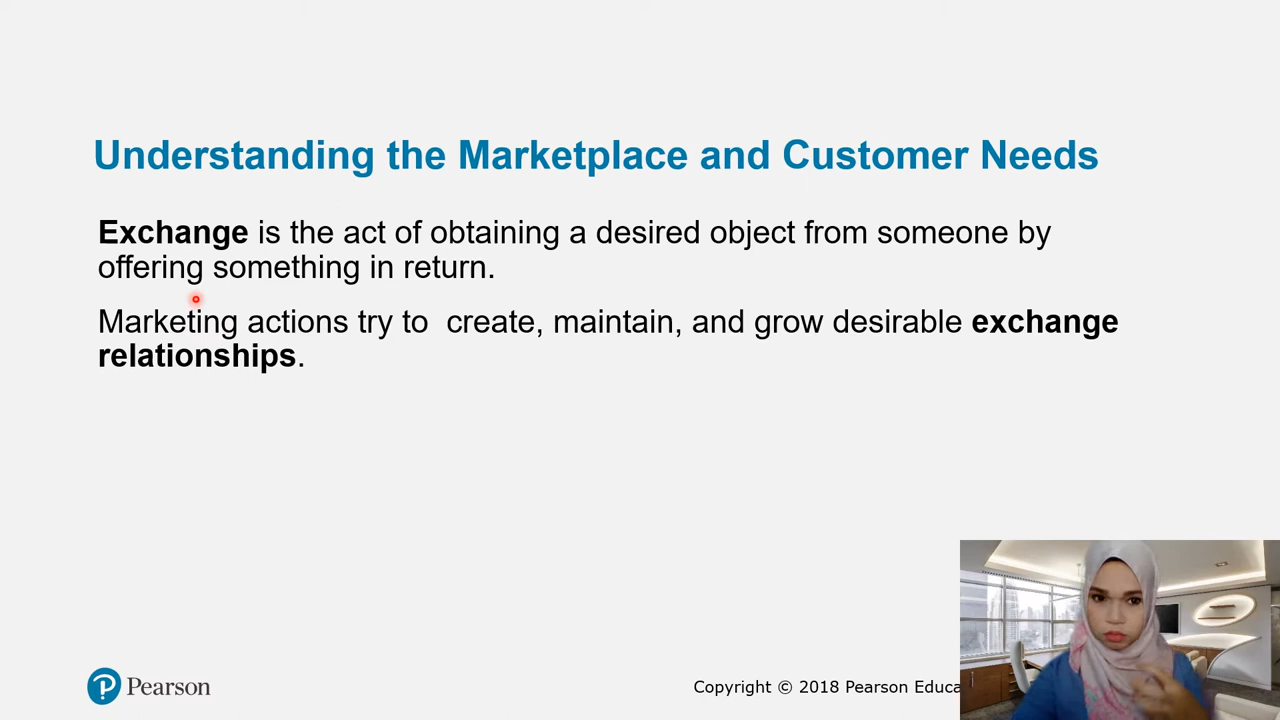 Understanding the Marketplace and Customer Needs
Exchange is the act of obtaining a desired object from someone by
offering something in return.
Marketing actions try to  create, maintain, and grow desirable exchange
relationships.
Pearson
Copyright © 2018 Pearson